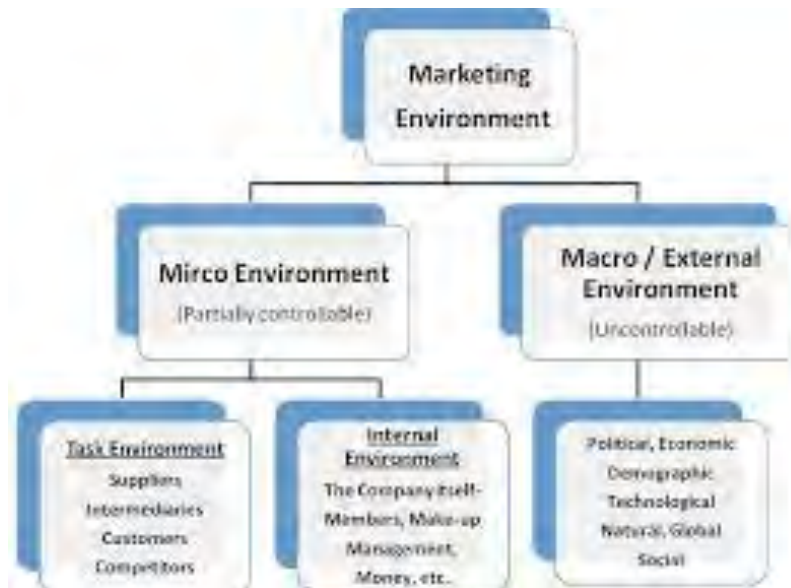 Marketing
Environment
Mirco Environment
(Partially controllable)
Macro / External
Environment
(Uncontrollable)
Task Environment
Suppliers
Intermediaries
Customers
Competitors
Internal
Environment
The Company itself-
Members, Make-up
Management,
Money, etc.
Political, Economic
Demographic
Technological
Natural, Global
Social